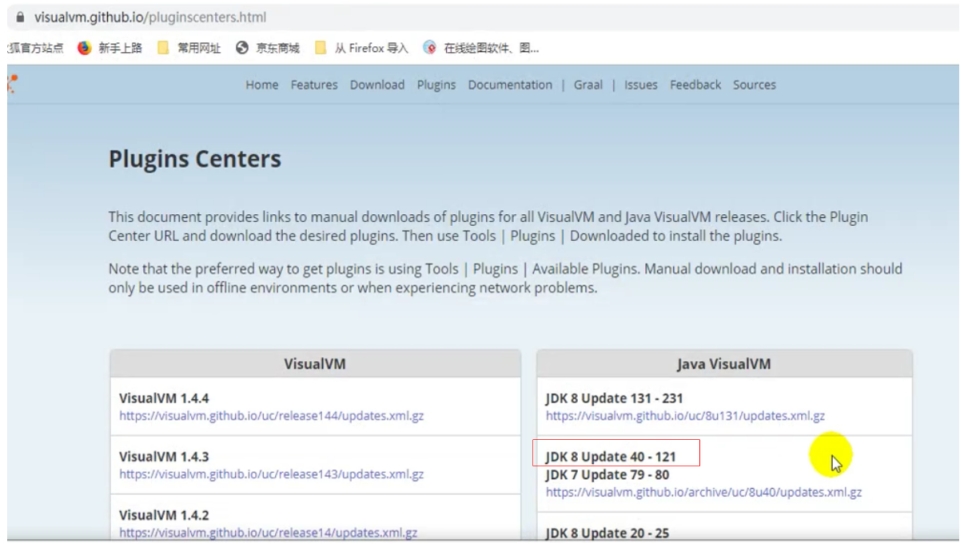 visualvm.github.io/pluginscenters.html
狐官方站点 新手上路 常用网址 京东商城 从 Firefox 导入 在线绘图软件、图...
Home Features Download Plugins Documentation | Graal | Issues Feedback Sources
Plugins Centers
This document provides links to manual downloads of plugins for all VisualVM and Java VisualVM releases. Click the Plugin
Center URL and download the desired plugins. Then use Tools | Plugins | Downloaded to install the plugins.
Note that the preferred way to get plugins is using Tools | Plugins | Available Plugins. Manual download and installation should
only be used in offline environments or when experiencing network problems.
VisualVM
VisualVM 1.4.4
https://visualvm.github.io/uc/release144/updates.xml.gz
VisualVM 1.4.3
https://visualvm.github.io/uc/release143/updates.xml.gz
VisualVM 1.4.2
https://visualvm.github.io/uc/release14/updates.xml.gz
Java VisualVM
JDK 8 Update 131 - 231
https://visualvm.github.io/uc/8u131/updates.xml.gz
JDK 8 Update 40 - 121
JDK 7 Update 79 - 80
https://visualvm.github.io/archive/uc/8u40/updates.xml.gz
JDK 8 Update 20 - 25